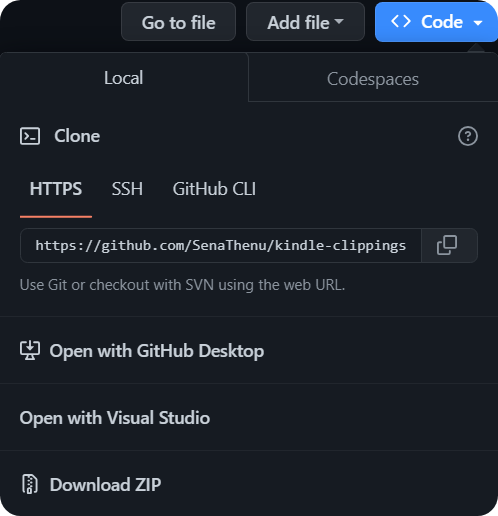 Go to file Add file <> Code
Local Codespaces
Clone
HTTPS SSH GitHub CLI
https://github.com/SenaThenu/kindle-clippings
Use Git or checkout with SVN using the web URL.
Open with GitHub Desktop
Open with Visual Studio
Download ZIP